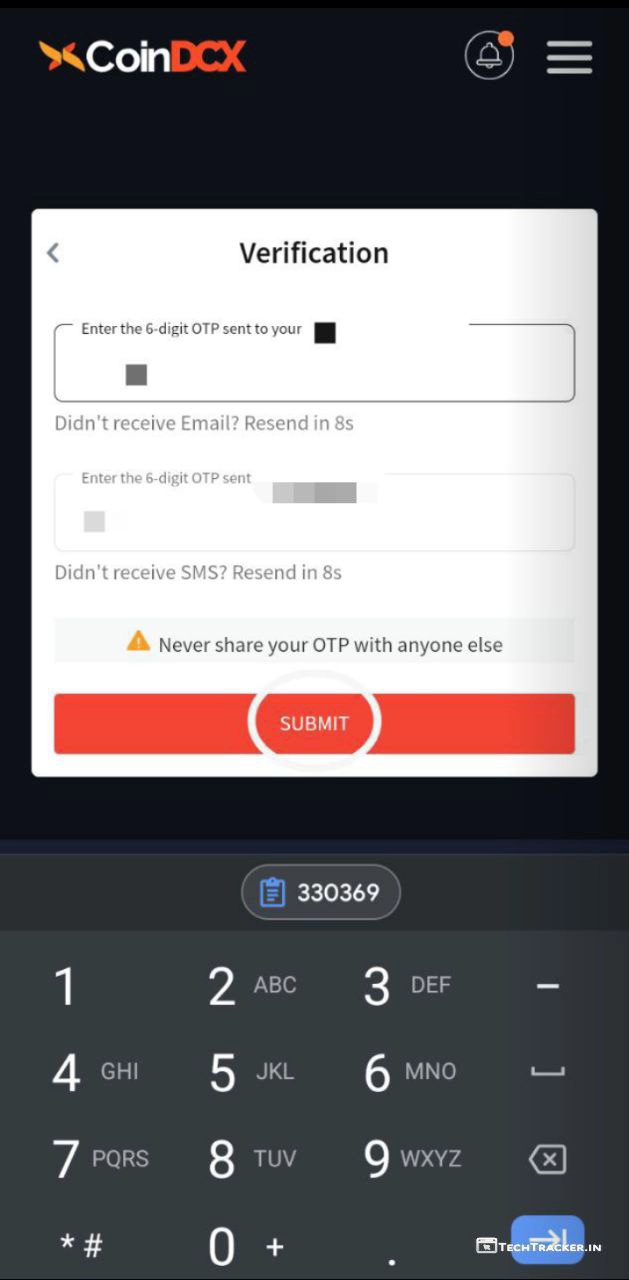 CoinDCX
Verification
Enter the 6-digit OTP sent to your
Didn't receive Email? Resend in 8s
Enter the 6-digit OTP sent
Didn't receive SMS? Resend in 8s
Never share your OTP with anyone else
SUBMIT
330369
1 2 ABC 3 DEF –
4 GHI 5 JKL 6 MNO
7 PQRS 8 TUV 9 WXYZ
* # 0 + .
TECHTRACKER.IN